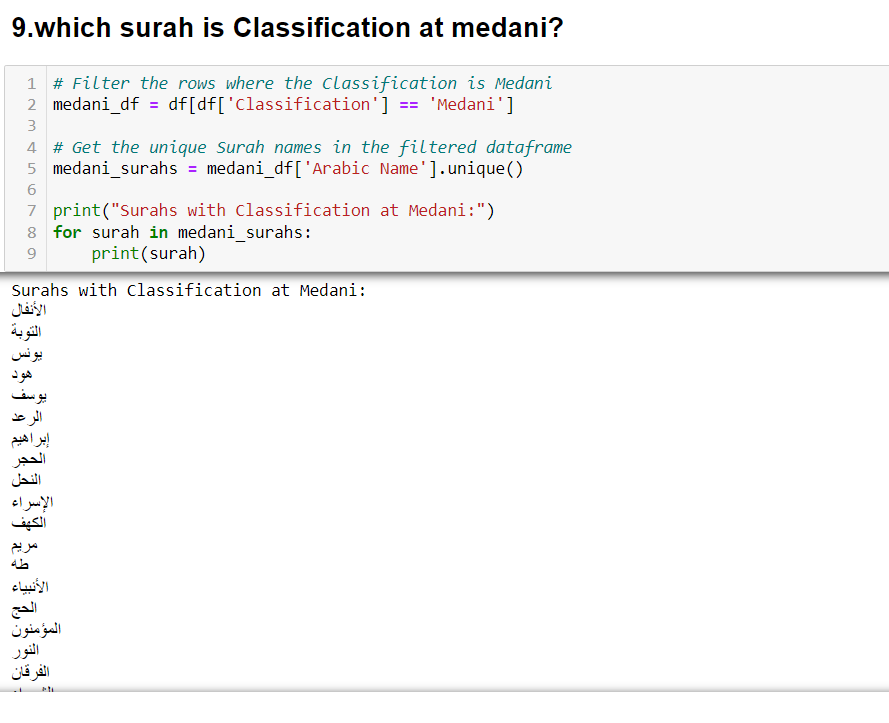 9.which surah is Classification at medani?
1 # Filter the rows where the Classification is Medani
2 medani_df = df[df['Classification'] == 'Medani']
3
4 # Get the unique Surah names in the filtered dataframe
5 medani_surahs = medani_df['Arabic Name'].unique()
6
7 print("Surahs with Classification at Medani:")
8 for surah in medani_surahs:
9     print(surah)
Surahs with Classification at Medani:
الأنفال
التوبة
يونس
هود
يوسف
الرعد
إبراهيم
الحجر
النحل
الإسراء
الكهف
مريم
طه
الأنبياء
الحج
المؤمنون
النور
الفرقان